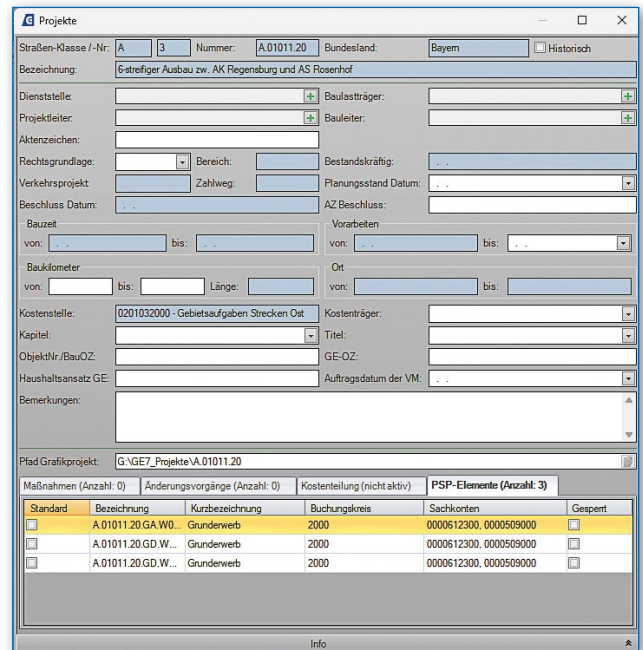 Projekte
Straßen-Klasse /-Nr: A 3 Nummer: A.01011.20 Bundesland: Bayern Historisch
Bezeichnung: 6-streifiger Ausbau zw. AK Regensburg und AS Rosenhof
Dienststelle: Baulastträger:
Projektleiter: Bauleiter:
Aktenzeichen:
Rechtsgrundlage: Bereich: Bestandskräftig: . .
Verkehrsprojekt Zahlweg: Planungsstand Datum: . .
Beschluss Datum: . . AZ Beschluss:
Bauzeit Vorarbeiten
von: . . bis: . . von: . . bis: . .
Baukilometer Ort
von: bis: Länge: von: bis:
Kostenstelle: 0201032000 - Gebietsaufgaben Strecken Ost Kostenträger:
Kapitel: Titel:
ObjektNr./BauOZ: GE-OZ:
Haushaltsansatz GE: Auftragsdatum der VM: . .
Bemerkungen:
Pfad Grafikprojekt: G:\GE7_Projekte\A.01011.20
Maßnahmen (Anzahl: 0) Änderungsvorgänge (Anzahl: 0) Kostenteilung (nicht aktiv) PSP-Elemente (Anzahl: 3)
Standard Bezeichnung Kurzbezeichnung Buchungskreis Sachkonten Gesperrt
A.01011.20.GA.W0... Grunderwerb 2000 0000612300, 0000509000
A.01011.20.GD.W... Grunderwerb 2000 0000612300, 0000509000
A.01011.20.GD.W... Grunderwerb 2000 0000612300, 0000509000
Info